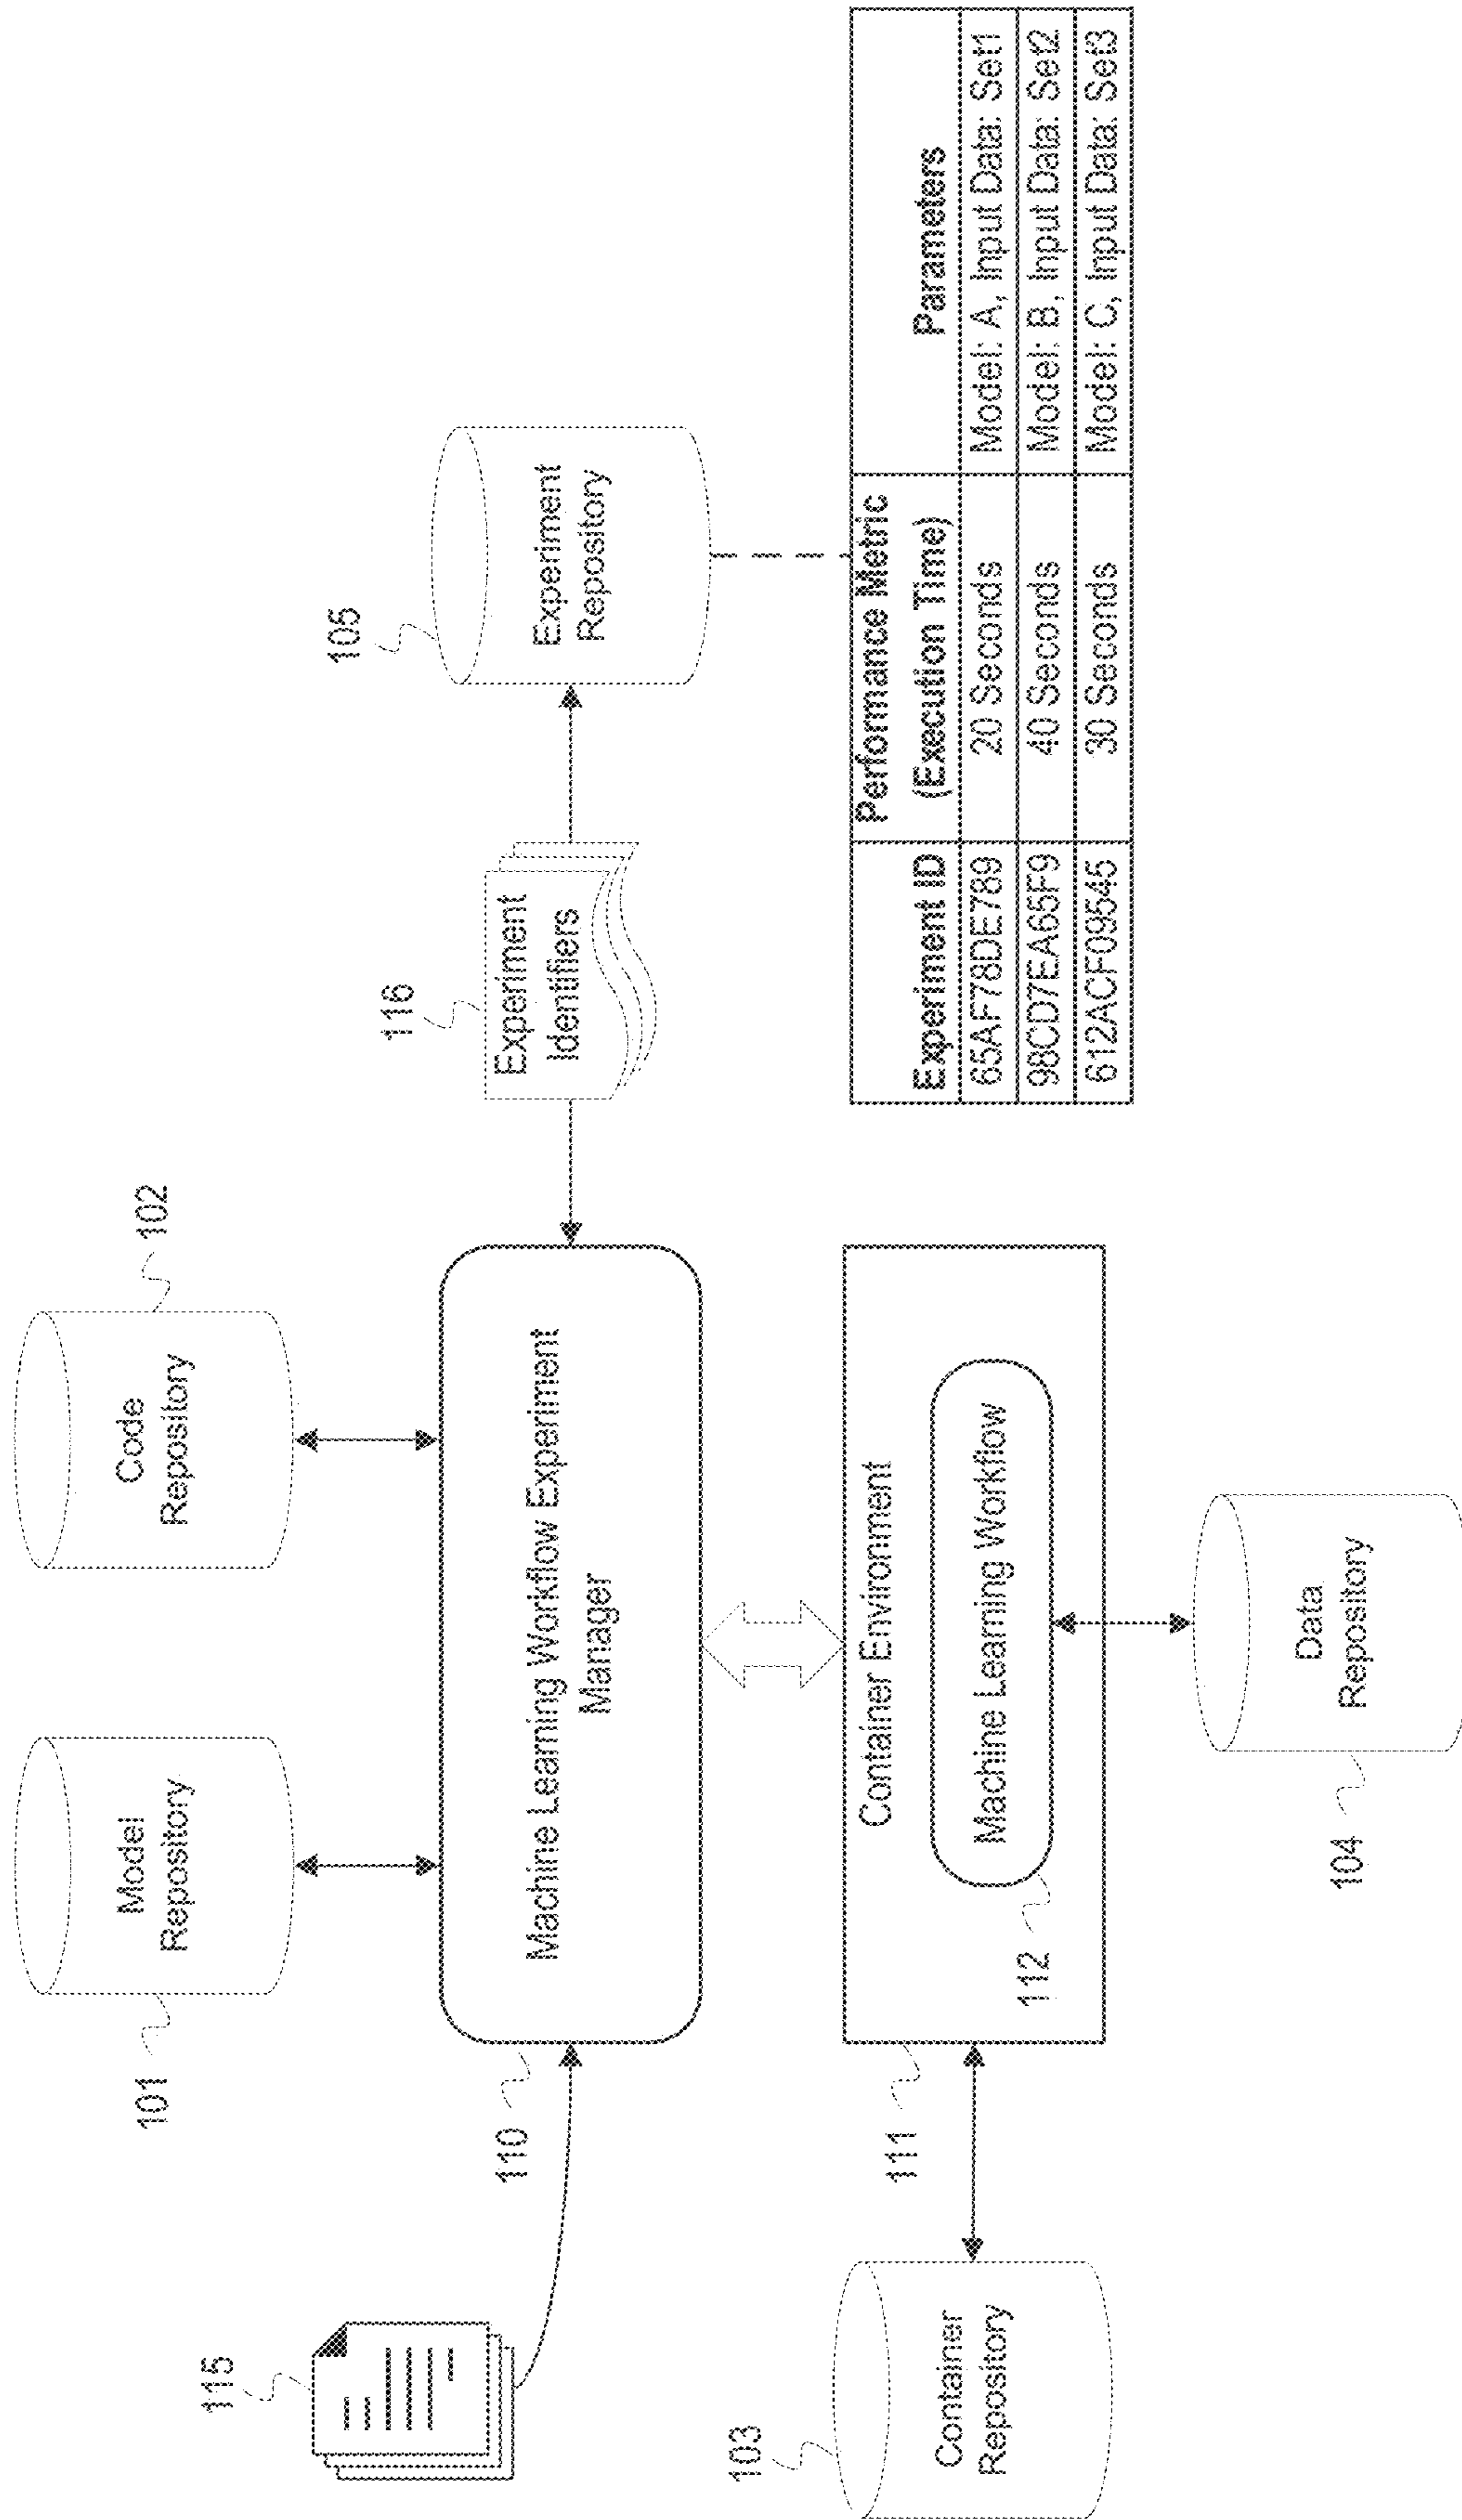 115
101
Model
Repository
Code
Repository
102
110
Machine Learning Workflow Experiment
Manager
116
Experiment
Identifiers
105
Experiment
Repository
103
Container
Repository
111
Container Environment
112
Machine Learning Workflow
104
Data
Repository
Experiment ID
Performance Metric
(Execution Time)
Parameters
65AF78DE789
20 Seconds
Model: A, Input Data: Set1
98CD7EA65F9
40 Seconds
Model: B, Input Data: Set2
612ACF09545
30 Seconds
Model: C, Input Data: Set3